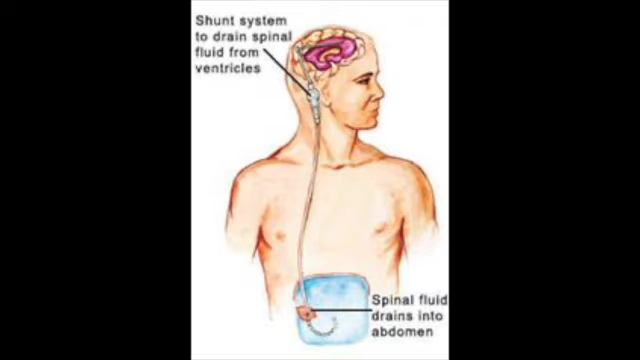 Shunt system
to drain spinal
fluid from
ventricles
Spinal fluid
drains into
abdomen